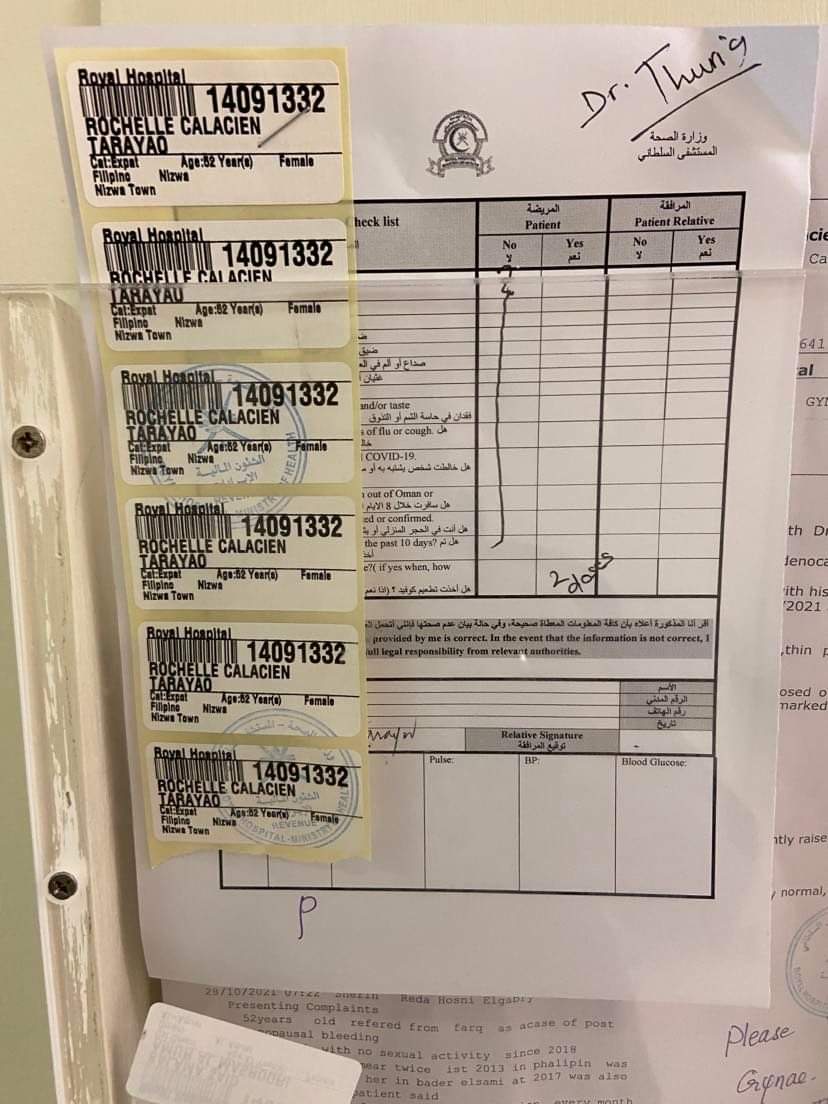 Royal Hospital
14091332
ROCHELLE CALACIEN
TARAYAO
Cat:Expat Age:52 Year(s) Female
Filipino Nizwa
Nizwa Town
Royal Hospital
14091332
ROCHELLE CALACIEN
TARAYAO
Cat:Expat Age:52 Year(s) Female
Filipino Nizwa
Nizwa Town
Royal Hospital
14091332
ROCHELLE CALACIEN
TARAYAO
Cat:Expat Age:52 Year(s) Female
Filipino Nizwa
Nizwa Town
Royal Hospital
14091332
ROCHELLE CALACIEN
TARAYAO
Cat:Expat Age:52 Year(s) Female
Filipino Nizwa
Nizwa Town
Royal Hospital
14091332
ROCHELLE CALACIEN
TARAYAO
Cat:Expat Age:52 Year(s) Female
Filipino Nizwa
Nizwa Town
Royal Hospital
14091332
ROCHELLE CALACIEN
TARAYAO
Cat:Expat Age:52 Year(s) Female
Filipino Nizwa
Nizwa Town
REVENUE
HOSPITAL-MINISTRY
Dr.
وزارة الصحة
المستشفى السلطاني
heck list
المريضة
Patient
المرافقة
Patient Relative
No Yes No Yes
لا نعم لا نعم
ضيق
صداع أو ألم في
غثيان
and/or taste
فقدان في حاسة الشم أو التذوق
of flu or cough. هل
COVID-19.
هل خالطت شخص يشتبه به أو
out of Oman or
هل سافرت خلال 8 الايام
ed or confirmed.
هل أنت في الحجر المنزلي أو
the past 10 days? هل تم
e?( if yes when, how
هل أخذت تطعيم كوفيد ؟ (اذا نعم
2 doses
اقر أنا المذكورة أعلاه بأن كافة المعلومات المعطاة صحيحة، وفي حالة بيان عدم صحتها فإنني أتحمل
provided by me is correct. In the event that the information is not correct, I
ull legal responsibility from relevant authorities.
الأسم
الرقم المدني
رقم الهاتف
تاريخ
Relative Signature
توقيع المرافقة
Pulse: BP: Blood Glucose:
P
cie
Ca
641
al
GY
th Dr
denoca
ith his
2021
,thin p
osed o
marked
ntly raise
normal,
29/10/2021 07:22 Sherin Reda Hosni Elgabry
Presenting Complaints
52years old refered from farq as acase of post
opausal bleeding
with no sexual activity since 2018
mear twice 1st 2013 in phalipin was
her in bader elsami at 2017 was also
atient said
every month
Please
Gynae.